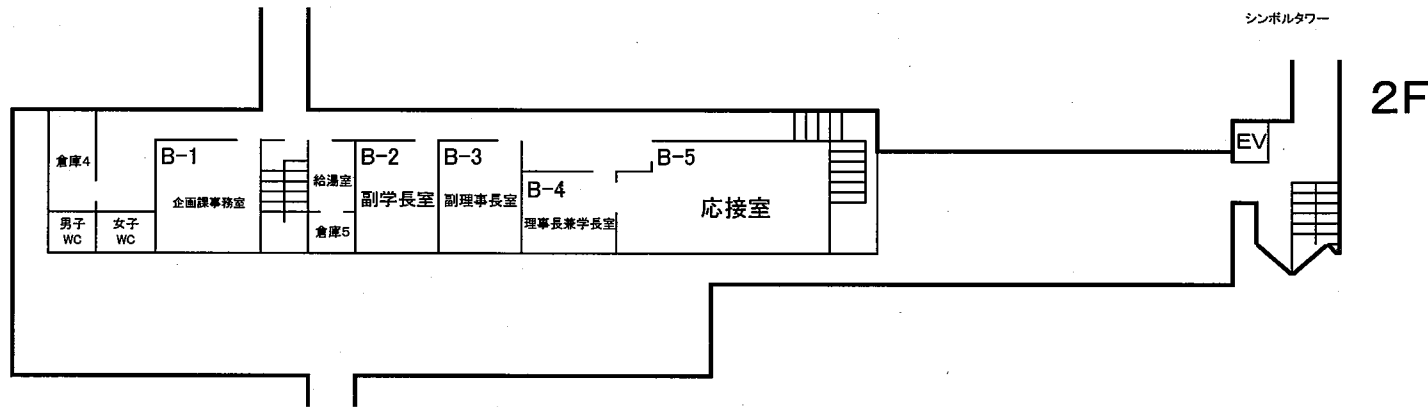 シンボルタワー
2F
EV
倉庫4
B-1
企画課事務室
給湯室
倉庫5
B-2
副学長室
B-3
副理事長室
B-4
理事長兼学長室
B-5
応接室
男子
WC
女子
WC